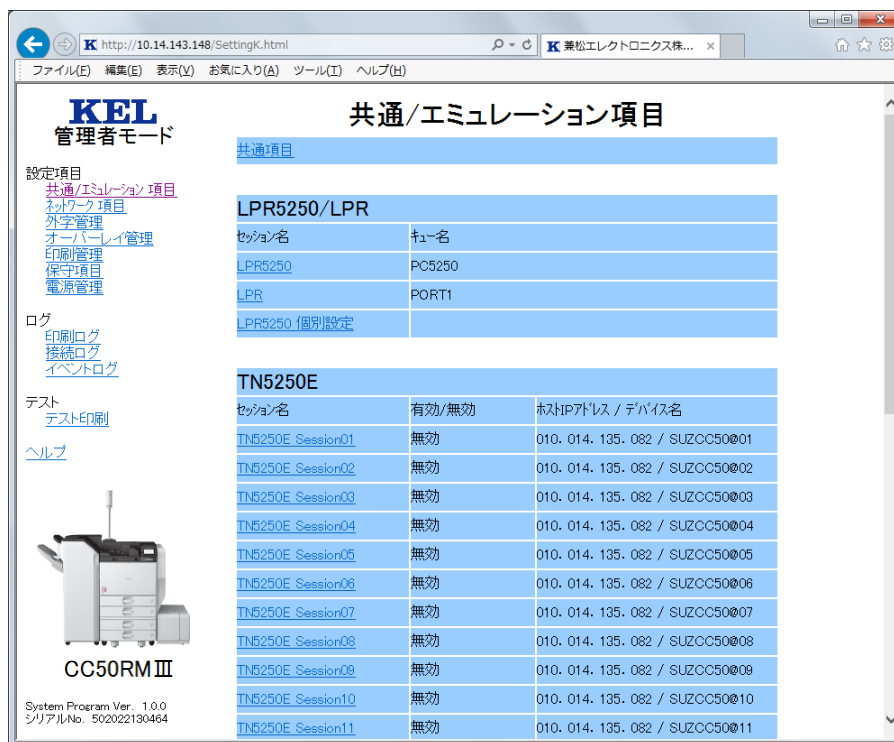 http://10.14.143.148/SettingK.html
K 兼松エレクトロニクス株...
ファイル(F) 編集(E) 表示(V) お気に入り(A) ツール(T) ヘルプ(H)
KEL
管理者モード
設定項目
共通/エミュレーション 項目
ネットワーク 項目
外字管理
オーバーレイ管理
印刷管理
保守項目
電源管理
ログ
印刷ログ
接続ログ
イベントログ
テスト
テスト印刷
ヘルプ
CC50RMⅢ
System Program Ver. 1.0.0
シリアルNo. 502022130464
共通/エミュレーション項目
共通項目
LPR5250/LPR
セッション名 キュー名
LPR5250 PC5250
LPR PORT1
LPR5250 個別設定
TN5250E
セッション名 有効/無効 ホストIPアドレス / デバイス名
TN5250E Session01 無効 010. 014. 135. 082 / SUZCC50@01
TN5250E Session02 無効 010. 014. 135. 082 / SUZCC50@02
TN5250E Session03 無効 010. 014. 135. 082 / SUZCC50@03
TN5250E Session04 無効 010. 014. 135. 082 / SUZCC50@04
TN5250E Session05 無効 010. 014. 135. 082 / SUZCC50@05
TN5250E Session06 無効 010. 014. 135. 082 / SUZCC50@06
TN5250E Session07 無効 010. 014. 135. 082 / SUZCC50@07
TN5250E Session08 無効 010. 014. 135. 082 / SUZCC50@08
TN5250E Session09 無効 010. 014. 135. 082 / SUZCC50@09
TN5250E Session10 無効 010. 014. 135. 082 / SUZCC50@10
TN5250E Session11 無効 010. 014. 135. 082 / SUZCC50@11